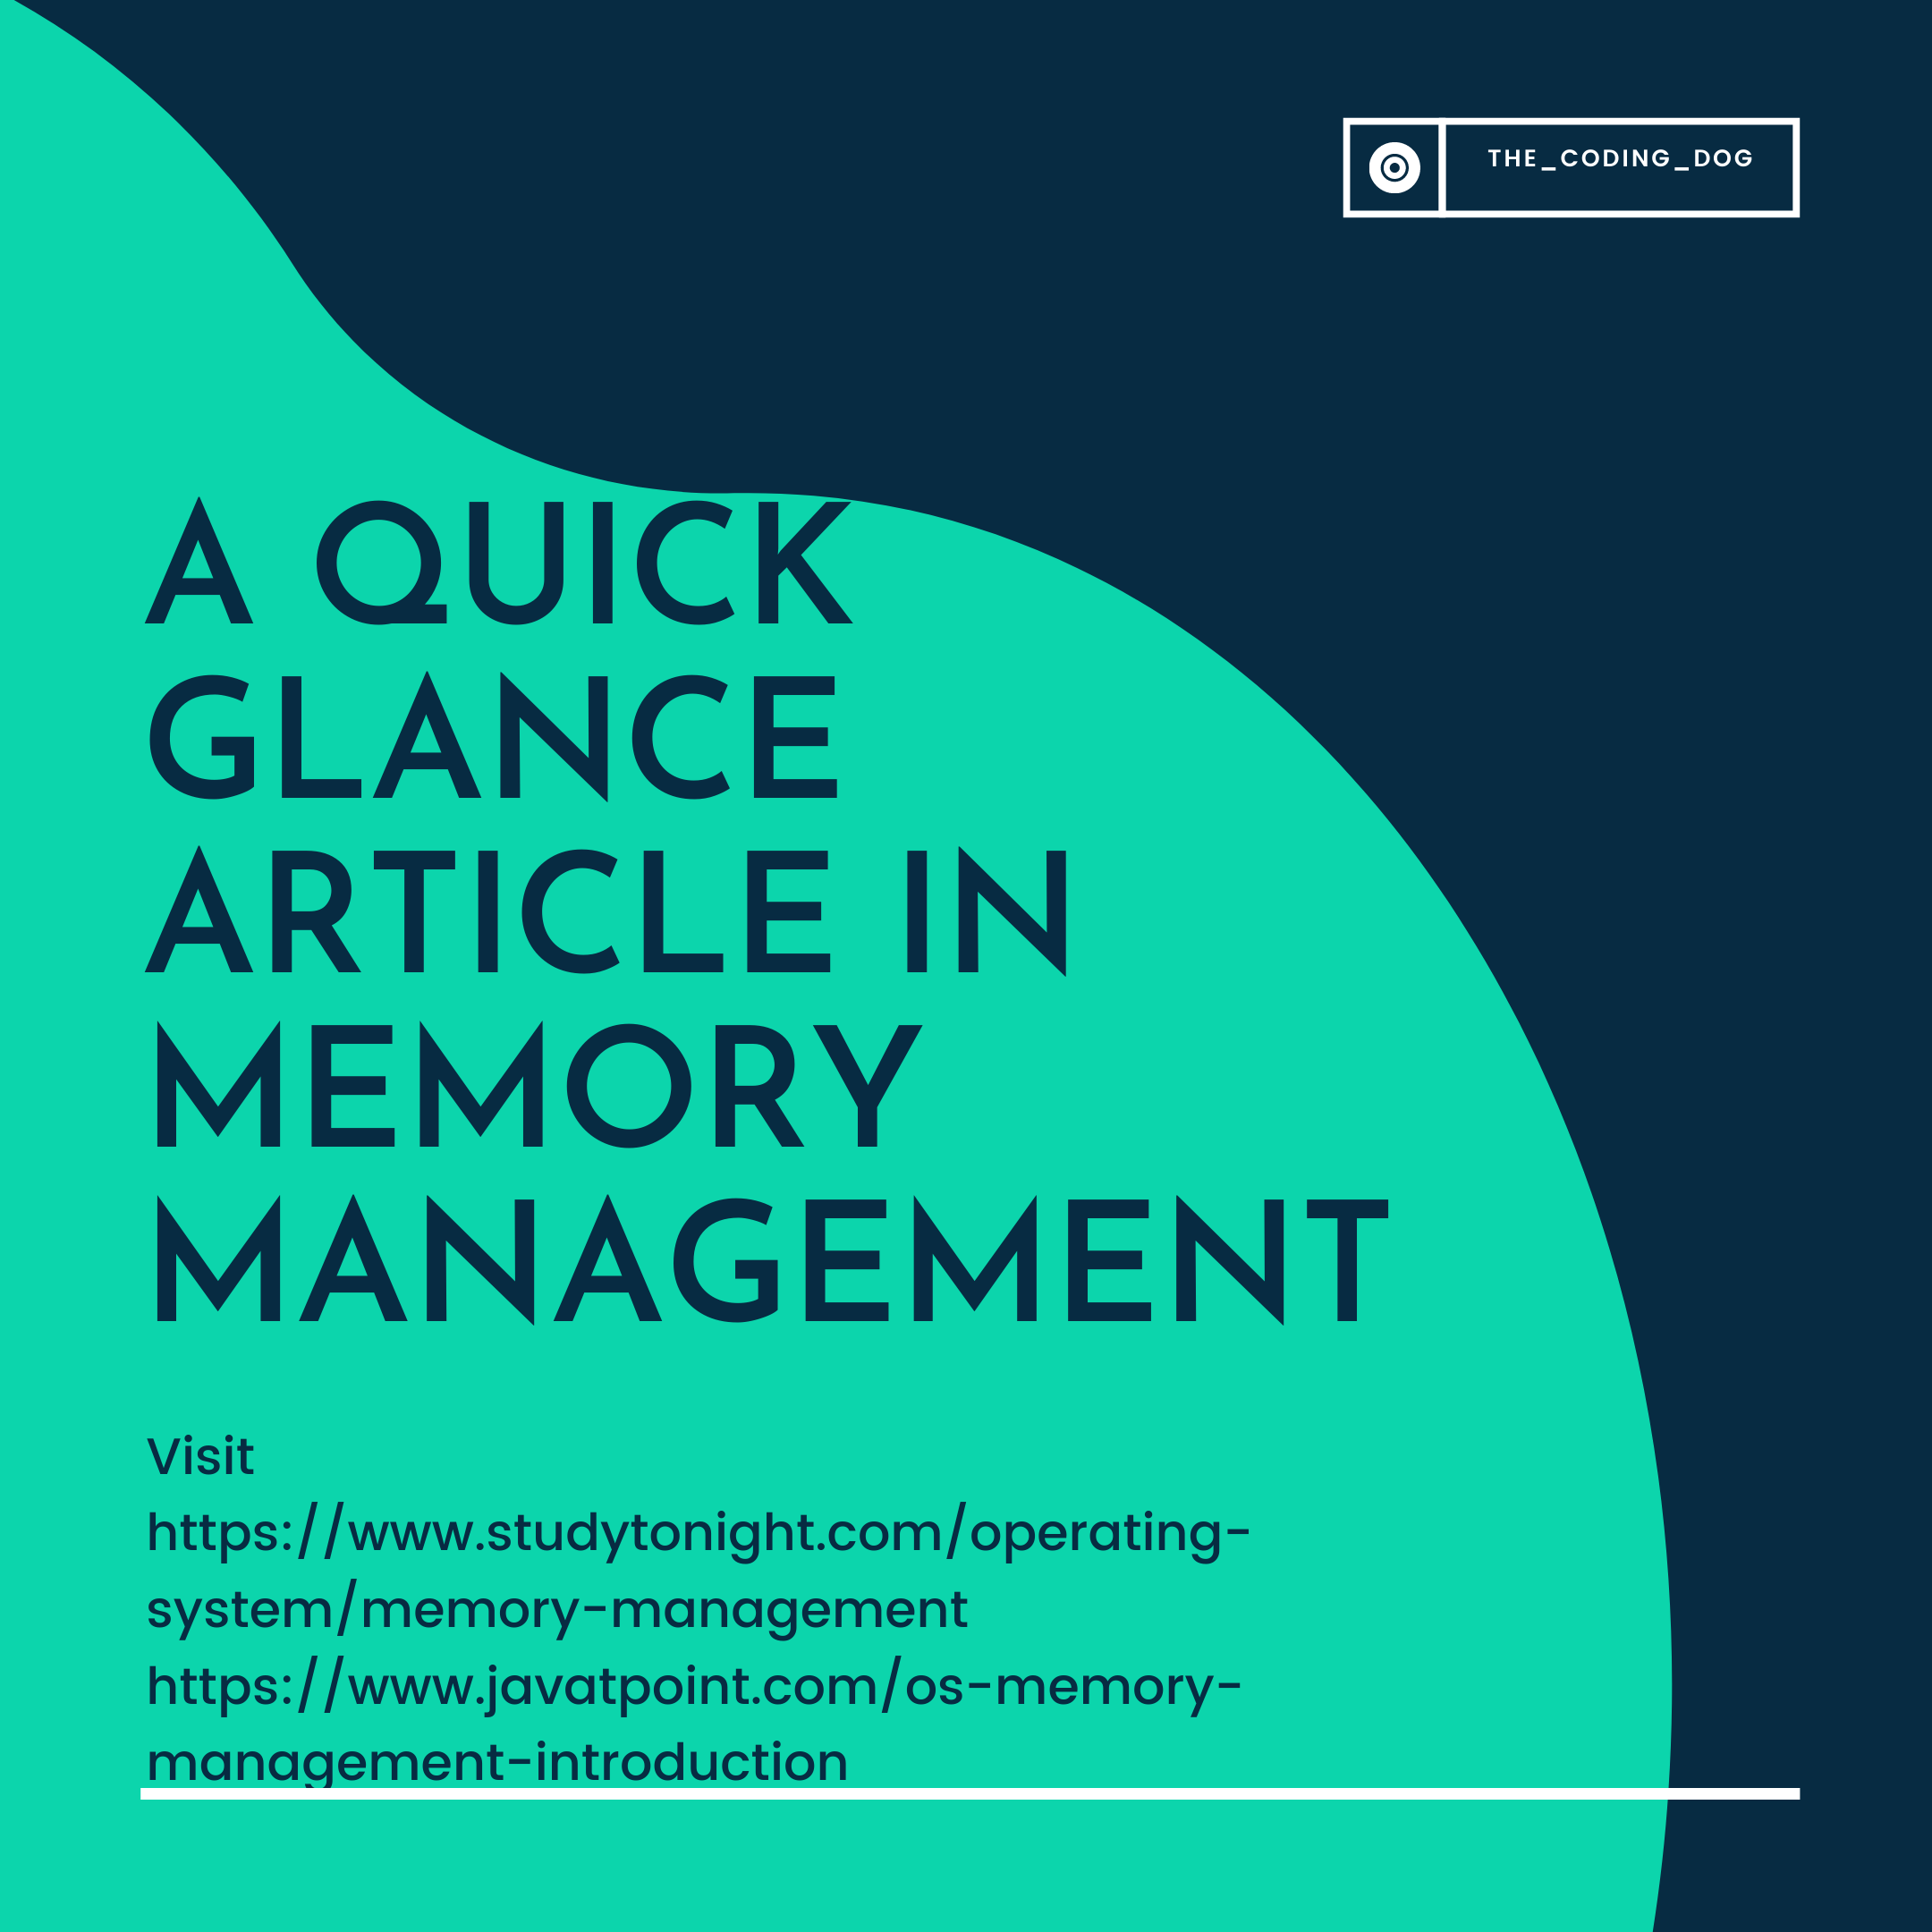 THE_CODING_DOG
A QUICK
GLANCE
ARTICLE IN
MEMORY
MANAGEMENT
Visit
https://www.studytonight.com/operating-
system/memory-management
https://www.javatpoint.com/os-memory-
management-introduction